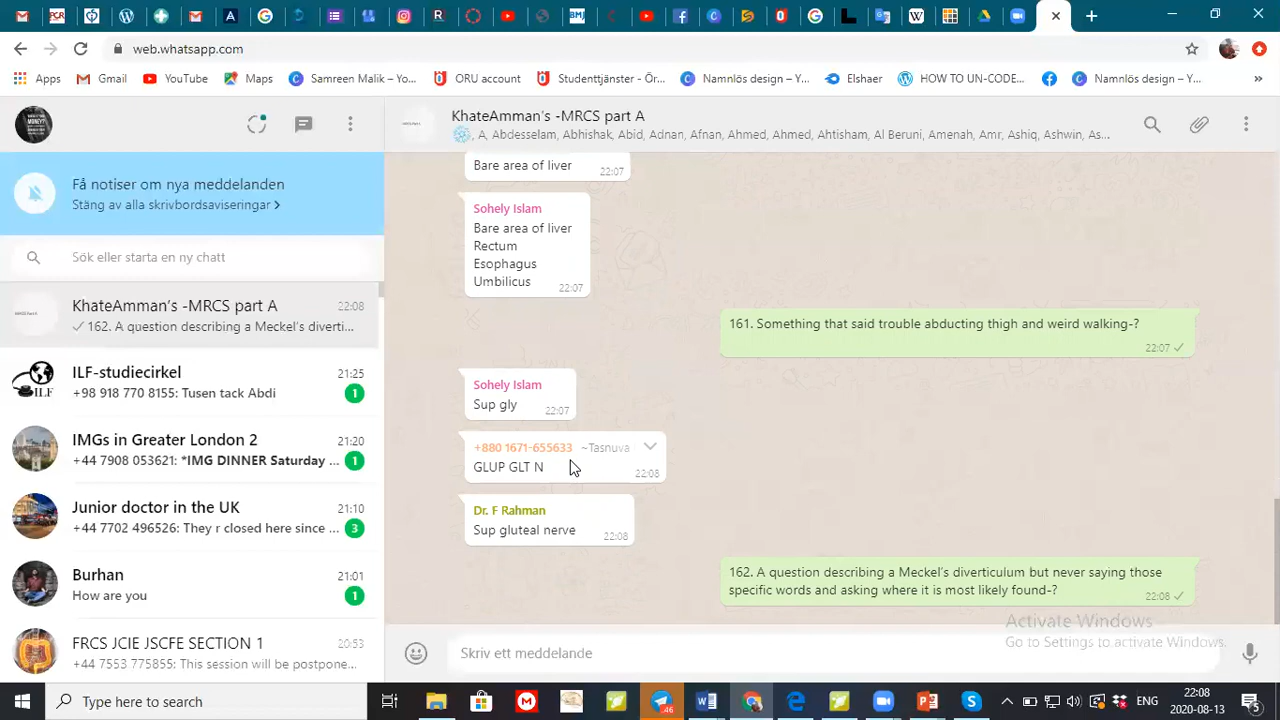 web.whatsapp.com
Apps
Gmail
YouTube
Maps
Samreen Malik – Yo...
ORU account
Studenttjänster - Ör...
Namnlös design – Y...
Elshaer
HOW TO UN-CODE...
Namnlös design – Y...
»
KhateAmman's -MRCS part A
A, Abdesselam, Abhishak, Abid, Adnan, Afnan, Ahmed, Ahmed, Ahtisham, Al Beruni, Amenah, Amr, Ashiq, Ashwin, As...
Få notiser om nya meddelanden
Stäng av alla skrivbordsaviseringar >
Sök eller starta en ny chatt
KhateAmman's -MRCS part A 22:08
162. A question describing a Meckel's diverti...
ILF-studiecirkel 21:25
+98 918 770 8155: Tusen tack Abdi 1
IMGs in Greater London 2 21:20
+44 7908 053621: *IMG DINNER Saturday ... 1
Junior doctor in the UK 21:10
+44 7702 496526: They r closed here since ... 3
Burhan 21:01
How are you 1
FRCS JCIE JSCFE SECTION 1 20:53
+44 7553 775855: This session will be postpone...
Bare area of liver
22:07
Sohely Islam
Bare area of liver
Rectum
Esophagus
Umbilicus
22:07
161. Something that said trouble abducting thigh and weird walking-?
22:07
Sohely Islam
Sup gly
22:07
+880 1671-655633 ~Tasnuva
GLUP GLT N
22:08
Dr. F Rahman
Sup gluteal nerve
22:08
162. A question describing a Meckel's diverticulum but never saying those
specific words and asking where it is most likely found-?
22:08
Activate Windows
Go to Settings to activate Windows.
Skriv ett meddelande
Type here to search
46
ENG
22:08
2020-08-13
5